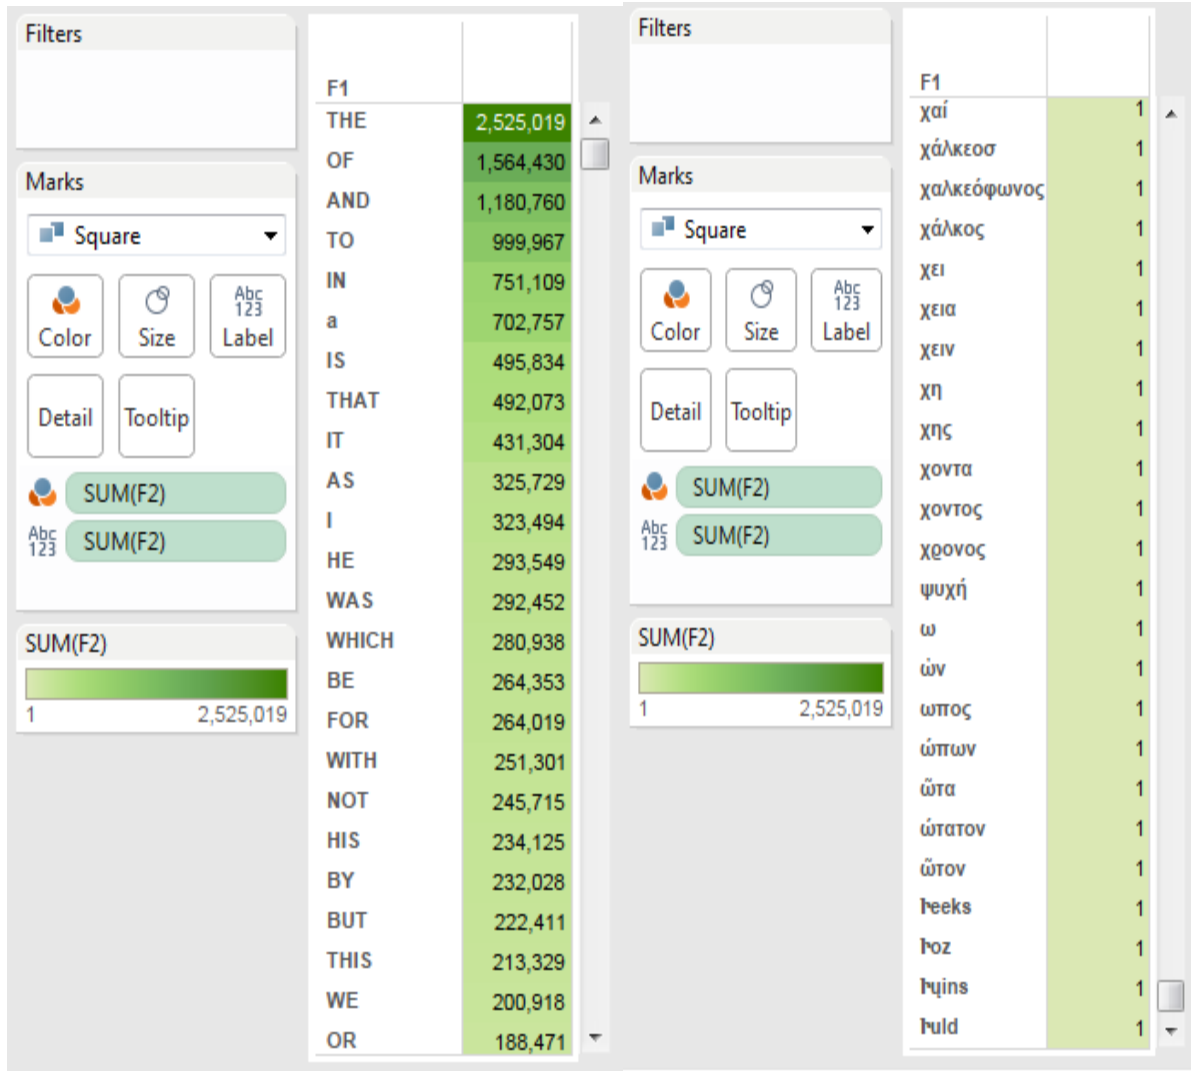 Filters
Marks
Square
Color
Size
Abc
123
Label
Detail
Tooltip
SUM(F2)
Abc
123
SUM(F2)
SUM(F2)
1 2,525,019
F1
THE 2,525,019
OF 1,564,430
AND 1,180,760
TO 999,967
IN 751,109
a 702,757
IS 495,834
THAT 492,073
IT 431,304
AS 325,729
I 323,494
HE 293,549
WAS 292,452
WHICH 280,938
BE 264,353
FOR 264,019
WITH 251,301
NOT 245,715
HIS 234,125
BY 232,028
BUT 222,411
THIS 213,329
WE 200,918
OR 188,471
Filters
Marks
Square
Color
Size
Abc
123
Label
Detail
Tooltip
SUM(F2)
Abc
123
SUM(F2)
SUM(F2)
1 2,525,019
F1
χαί 1
χάλκεοσ 1
χαλκεόφωνος 1
χάλκος 1
χει 1
χεια 1
χειν 1
χη 1
χης 1
χοντα 1
χοντος 1
χϱονος 1
ψυχή 1
ω 1
ὠν 1
ωπος 1
ώπων 1
ὦτα 1
ώτατον 1
ὦτον 1
1
1
1
1